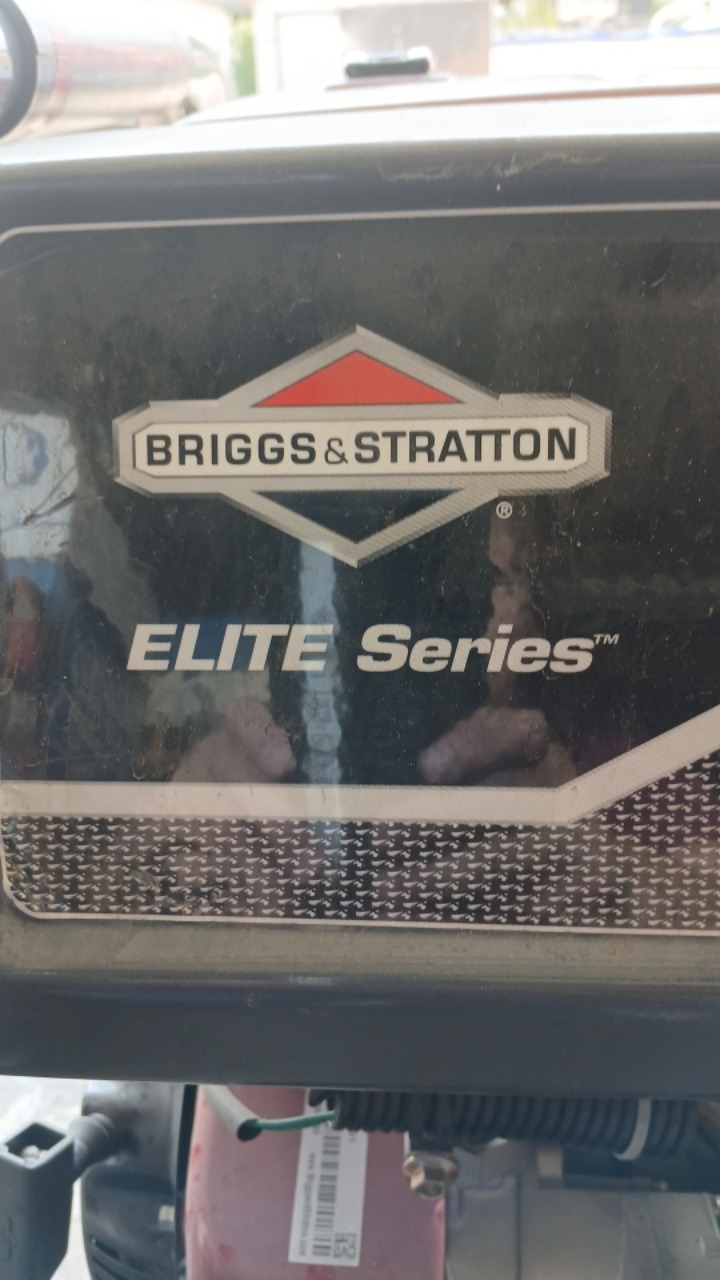 BRIGGS & STRATTON
®
ELITE Series™